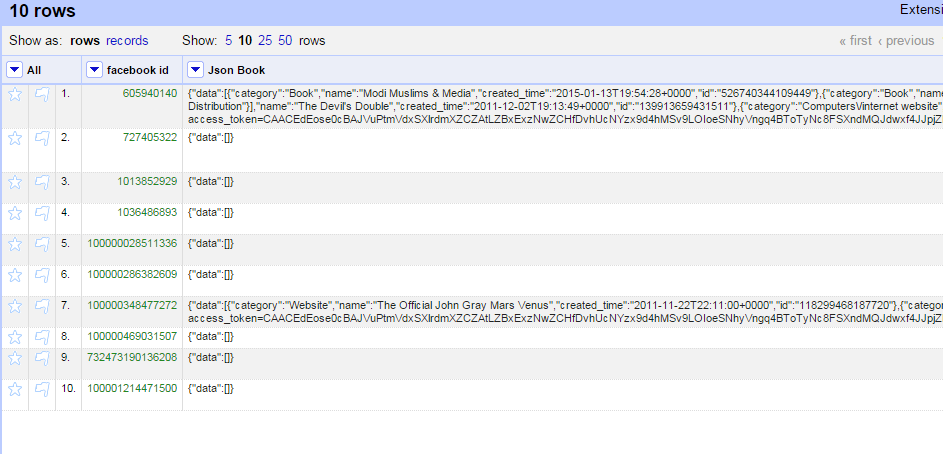 10 rows
Extensi
Show as: rows records Show: 5 10 25 50 rows « first ‹ previous
All facebook id Json Book
1. 605940140 {"data":[{"category":"Book","name":"Modi Muslims & Media","created_time":"2015-01-13T19:54:28+0000","id":"526740344109449"},{"category":"Book","name
Distribution"}],"name":"The Devil's Double","created_time":"2011-12-02T19:13:49+0000","id":"139913659431511"},{"category":"Computers\/internet website"
2. 727405322 {"data":[]}
3. 1013852929 {"data":[]}
4. 1036486893 {"data":[]}
5. 100000028511336 {"data":[]}
6. 100000286382609 {"data":[]}
7. 100000348477272 {"data":[{"category":"Website","name":"The Official John Gray Mars Venus","created_time":"2011-11-22T22:11:00+0000","id":"118299468187720"},{"categor
8. 100000469031507 {"data":[]}
9. 732473190136208 {"data":[]}
10. 100001214471500 {"data":[]}